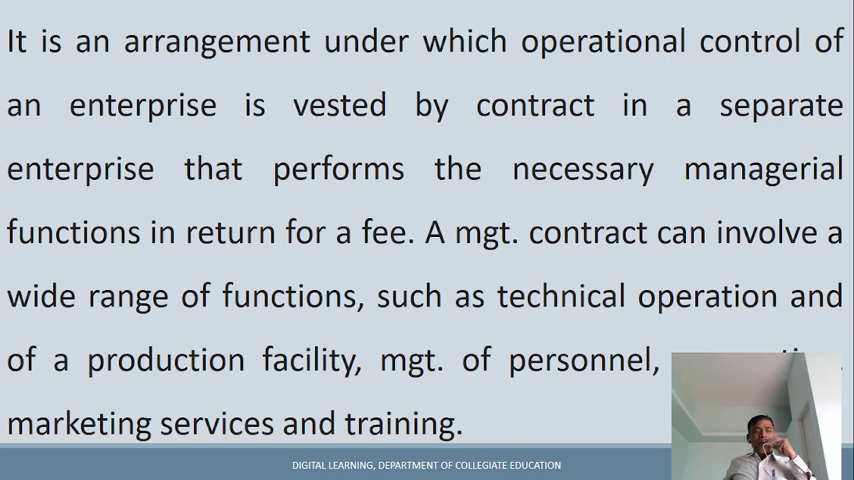 It is an arrangement under which operational control of
an enterprise is vested by contract in a separate
enterprise that performs the necessary managerial
functions in return for a fee. A mgt. contract can involve a
wide range of functions, such as technical operation and
of a production facility, mgt. of personnel,
marketing services and training.
DIGITAL LEARNING, DEPARTMENT OF COLLEGIATE EDUCATION